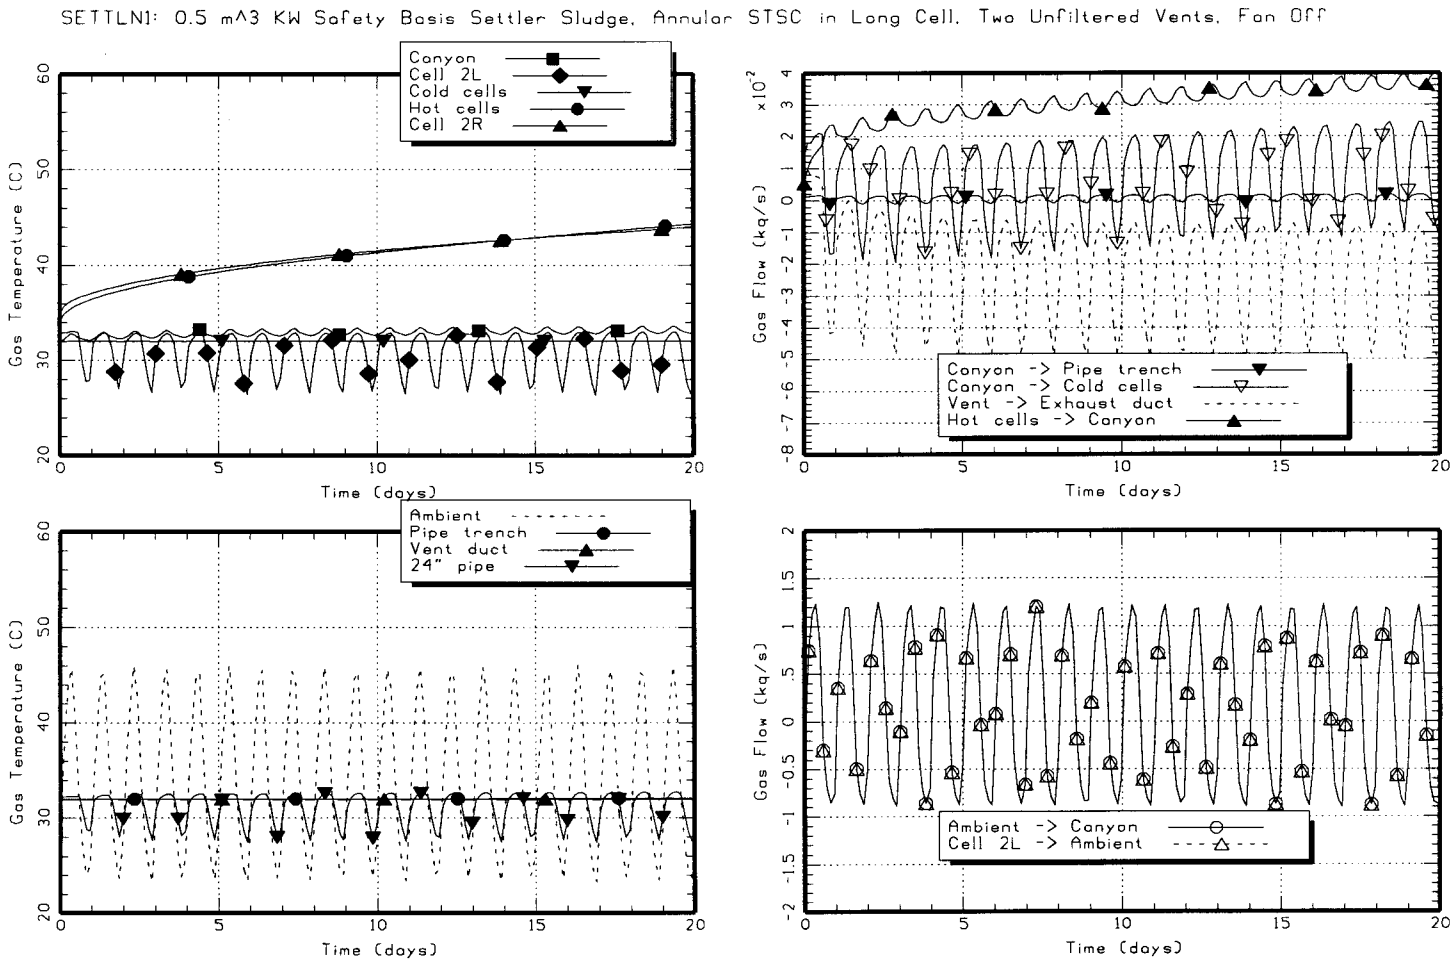 SETTLN1: 0.5 m^3 KW Safety Basis Settler Sludge, Annular STSC in Long Cell, Two Unfiltered Vents, Fan Off
Canyon
Cell 2L
Cold cells
Hot cells
Cell 2R
Gas Temperature (C)
60
50
40
30
20
0 5 10 15 20
Time (days)
×10^-2
Gas Flow (kg/s)
4
3
2
1
0
-1
-2
-3
-4
-5
-6
-7
-8
Canyon -> Pipe trench
Canyon -> Cold cells
Vent -> Exhaust duct
Hot cells -> Canyon
0 5 10 15 20
Time (days)
Ambient
Pipe trench
Vent duct
24" pipe
Gas Temperature (C)
60
50
40
30
20
0 5 10 15 20
Time (days)
Gas Flow (kg/s)
2
1.5
1
0.5
0
-0.5
-1
-1.5
-2
Ambient -> Canyon
Cell 2L -> Ambient
0 5 10 15 20
Time (days)